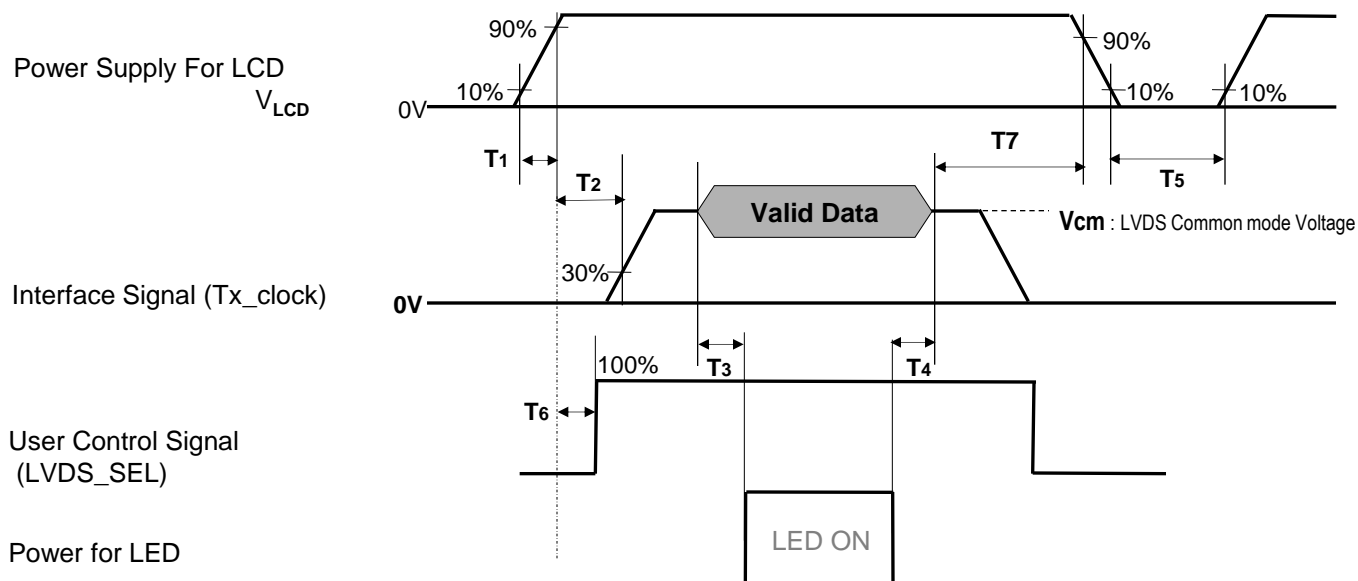 90%
90%
Power Supply For LCD
VLCD
10%
10%
10%
0V
T1
T2
T7
T5
Valid Data
Vcm : LVDS Common mode Voltage
30%
Interface Signal (Tx_clock)
0V
T3
T4
100%
T6
User Control Signal
(LVDS_SEL)
LED ON
Power for LED